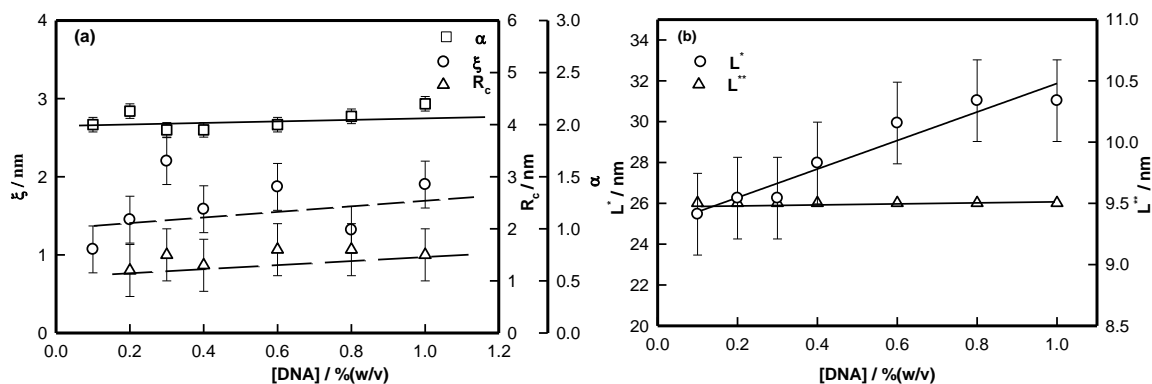 (a)
α
ξ
R_c
4
3
2
1
0
ξ / nm
6
5
4
3
2
1
0
R_c / nm
3.0
2.5
2.0
1.5
1.0
0.5
0.0
α
0.0 0.2 0.4 0.6 0.8 1.0 1.2
[DNA] / %(w/v)
(b)
L*
L**
34
32
30
28
26
24
22
20
L* / nm
11.0
10.5
10.0
9.5
9.0
8.5
L** / nm
0.0 0.2 0.4 0.6 0.8 1.0
[DNA] / %(w/v)